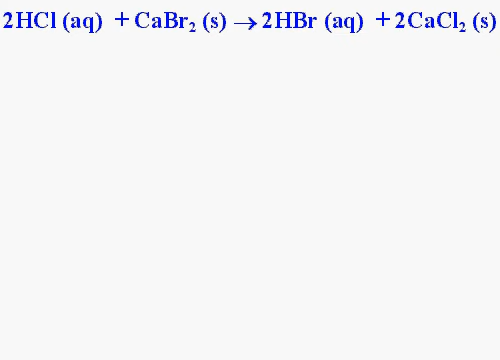 2HCl (aq) + CaBr₂ (s) → 2HBr (aq) + 2CaCl₂ (s)